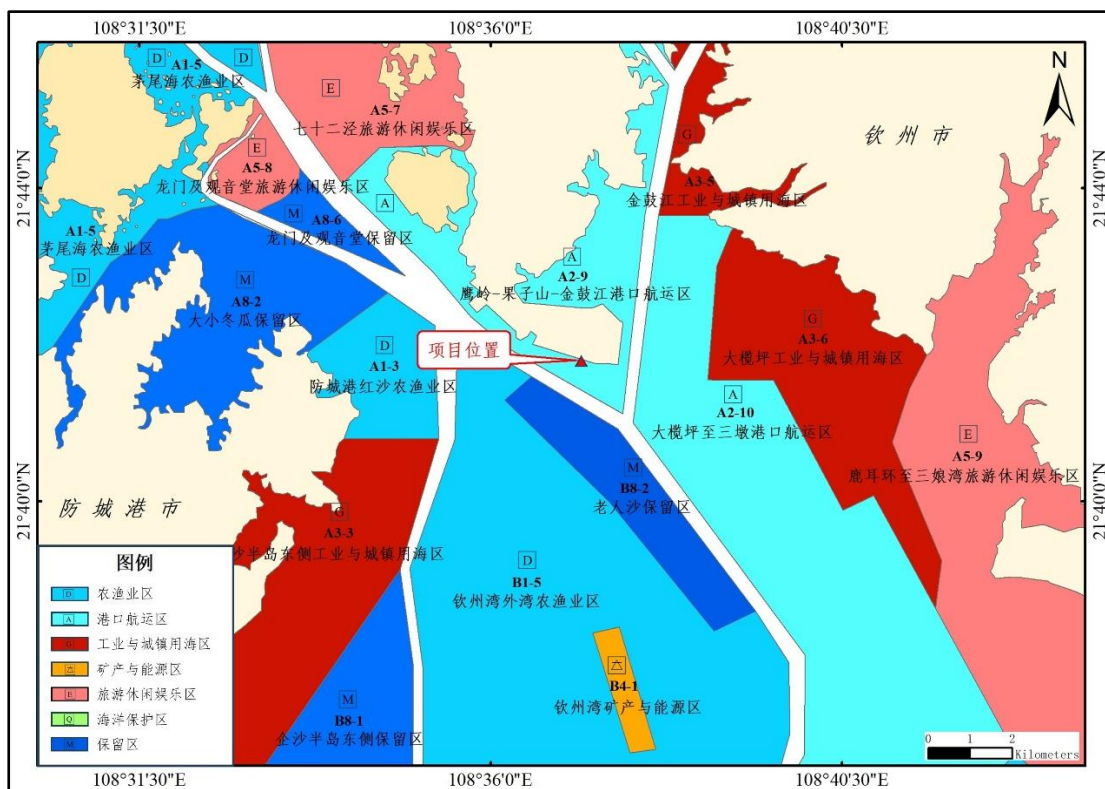 108°31'30"E
108°36'0"E
108°40'30"E
21°44'0"N
21°40'0"N
21°44'0"N
21°40'0"N
N
D
D
A1-5
茅尾海农渔业区
E
A5-7
七十二泾旅游休闲娱乐区
E
A5-8
龙门及观音堂旅游休闲娱乐区
G
A3-5
金鼓江工业与城镇用海区
钦州市
A
M
A8-6
龙门及观音堂保留区
A1-5
茅尾海农渔业区
D
M
A8-2
大小冬瓜保留区
A
A2-9
鹰岭-果子山-金鼓江港口航运区
G
A3-6
大榄坪工业与城镇用海区
项目位置
D
A1-3
防城港红沙农渔业区
A
A2-10
大榄坪至三墩港口航运区
E
A5-9
鹿耳环至三娘湾旅游休闲娱乐区
M
B8-2
老人沙保留区
防城港市
G
A3-3
沙半岛东侧工业与城镇用海区
D
B1-5
钦州湾外湾农渔业区
B4-1
钦州湾矿产与能源区
M
B8-1
企沙半岛东侧保留区
图例
D 农渔业区
A 港口航运区
G 工业与城镇用海区
矿产与能源区
E 旅游休闲娱乐区
Q 海洋保护区
M 保留区
0 1 2
Kilometers
108°31'30"E
108°36'0"E
108°40'30"E